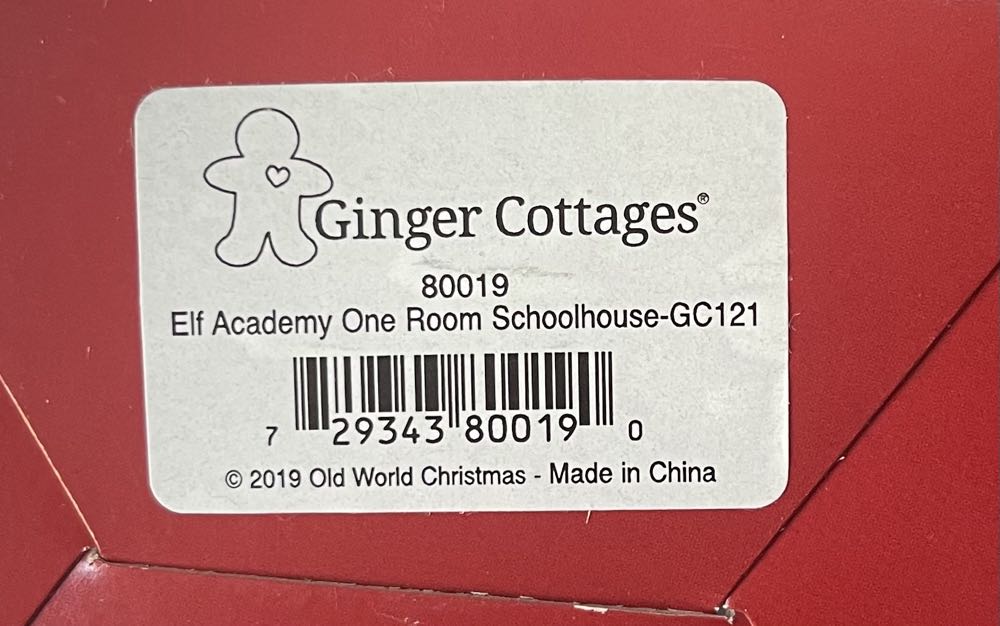 Ginger Cottages®
80019
Elf Academy One Room Schoolhouse-GC121
7 29343 80019 0
© 2019 Old World Christmas - Made in China